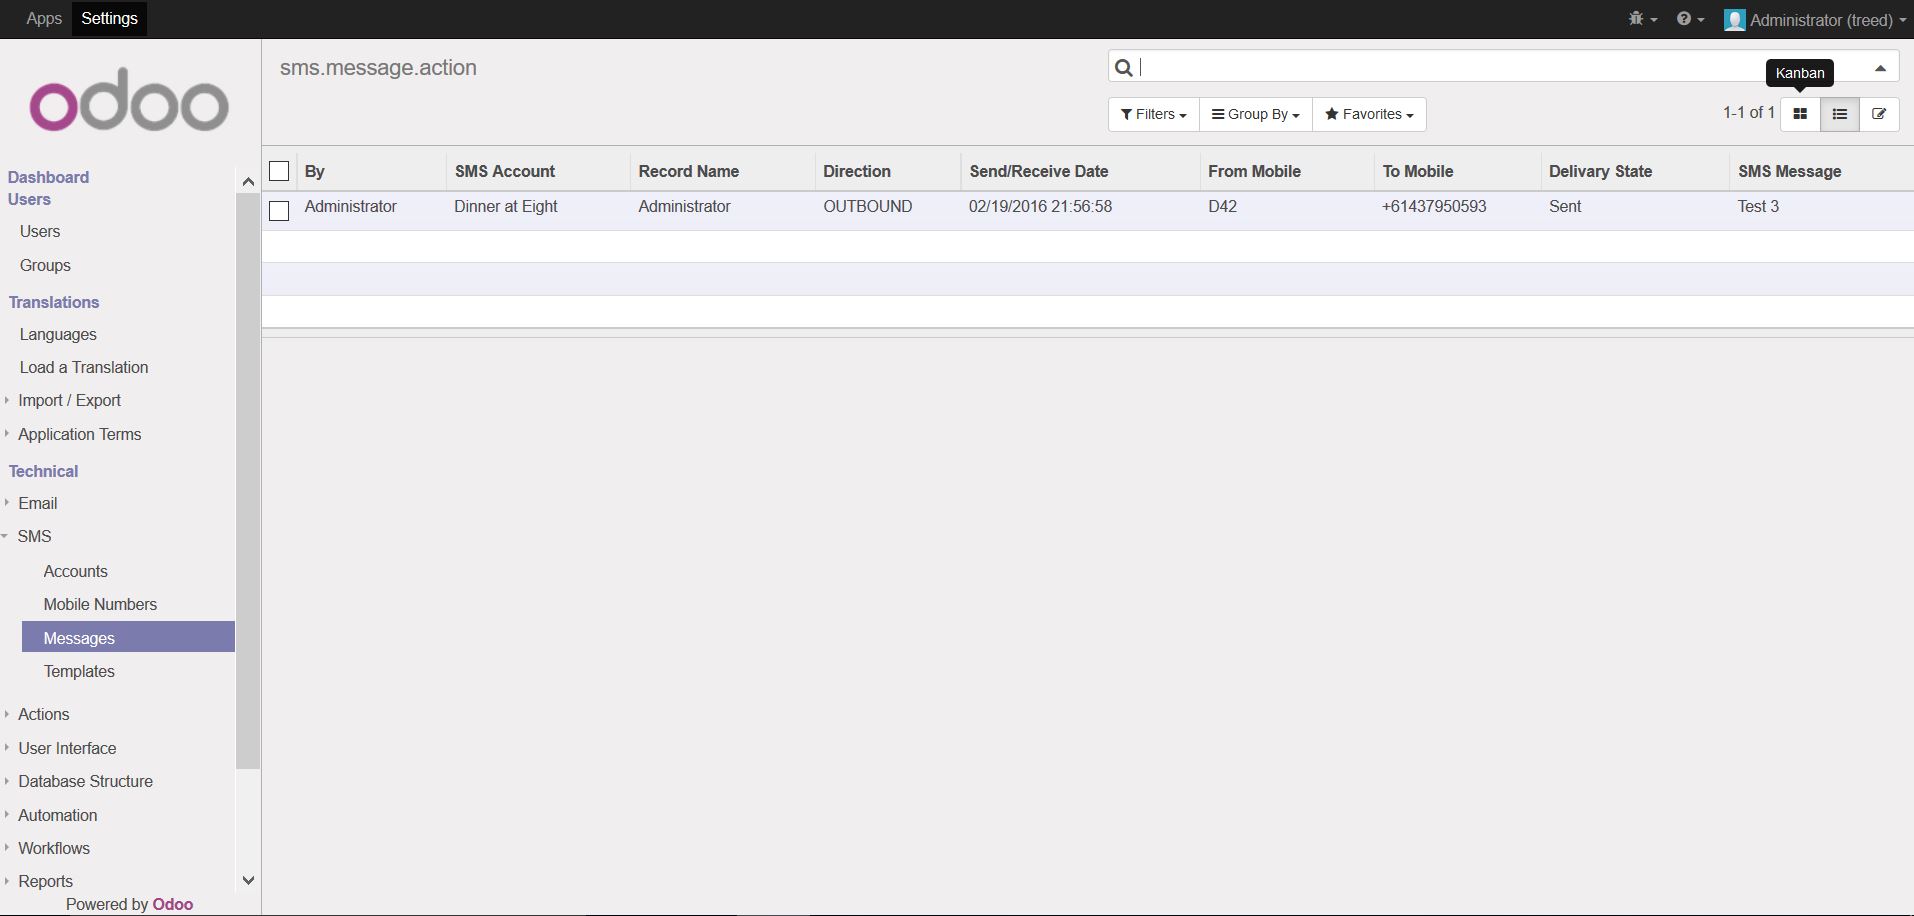 Apps Settings Administrator (treed)
odoo
sms.message.action
Kanban
Filters Group By Favorites 1-1 of 1
By SMS Account Record Name Direction Send/Receive Date From Mobile To Mobile Delivary State SMS Message
Administrator Dinner at Eight Administrator OUTBOUND 02/19/2016 21:56:58 D42 +61437950593 Sent Test 3
Dashboard
Users
Users
Groups
Translations
Languages
Load a Translation
Import / Export
Application Terms
Technical
Email
SMS
Accounts
Mobile Numbers
Messages
Templates
Actions
User Interface
Database Structure
Automation
Workflows
Reports
Powered by Odoo